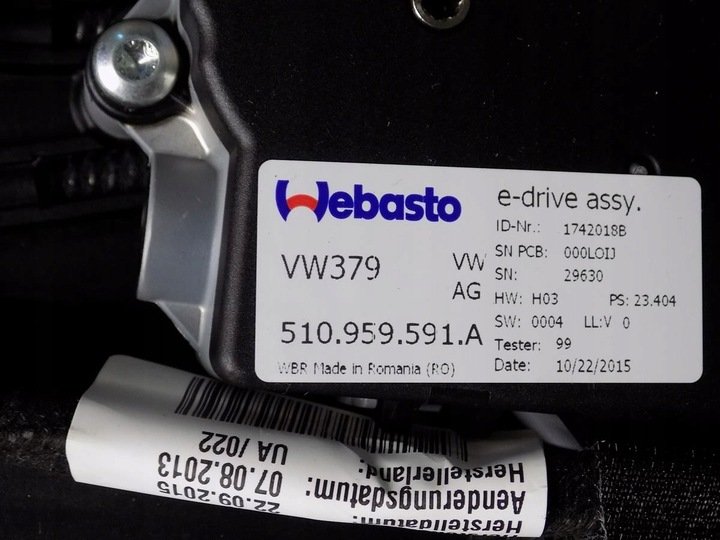 Webasto
e-drive assy.
VW379
VW
AG
510.959.591.A
WBR Made in Romania (RO)
ID-Nr.: 1742018B
SN PCB: 000LOIJ
SN: 29630
HW: H03 PS: 23.404
SW: 0004 LL:V 0
Tester: 99
Date: 10/22/2015
Herstelldatum: 22.09.2015
Aenderungsdatum: 07.08.2013
Herstellerland: UA /022